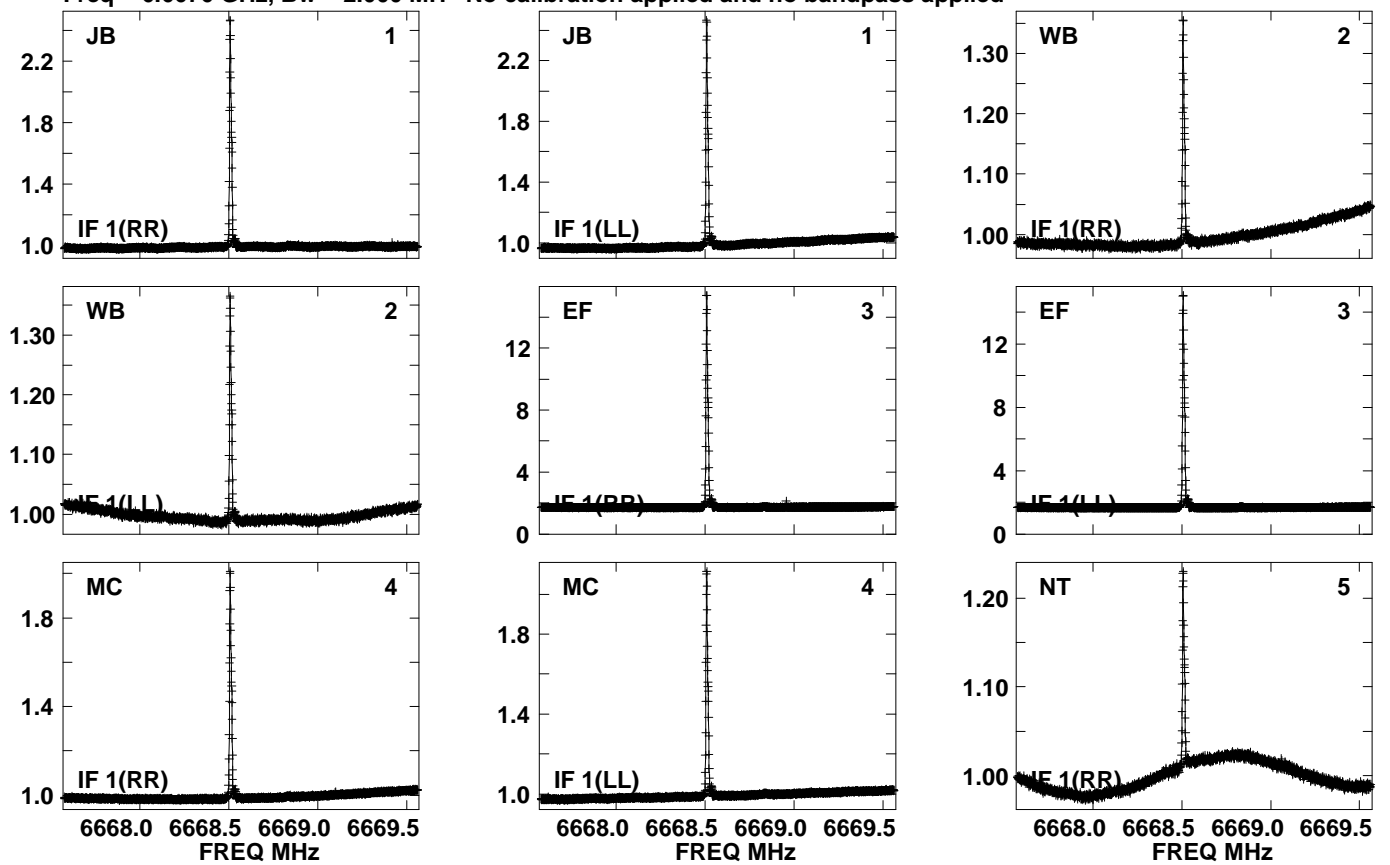 No calibration applied and no bandpass applied
JB 1
2.2
1.8
1.4
1.0
IF 1(RR)
JB 1
2.2
1.8
1.4
1.0
IF 1(LL)
WB 2
1.30
1.20
1.10
1.00
IF 1(RR)
WB 2
1.30
1.20
1.10
1.00
IF 1(LL)
EF 3
12
8
4
0
IF 1(RR)
EF 3
12
8
4
0
IF 1(LL)
MC 4
1.8
1.4
1.0
IF 1(RR)
6668.0 6668.5 6669.0 6669.5
FREQ MHz
MC 4
1.8
1.4
1.0
IF 1(LL)
6668.0 6668.5 6669.0 6669.5
FREQ MHz
NT 5
1.20
1.10
1.00
IF 1(RR)
6668.0 6668.5 6669.0 6669.5
FREQ MHz